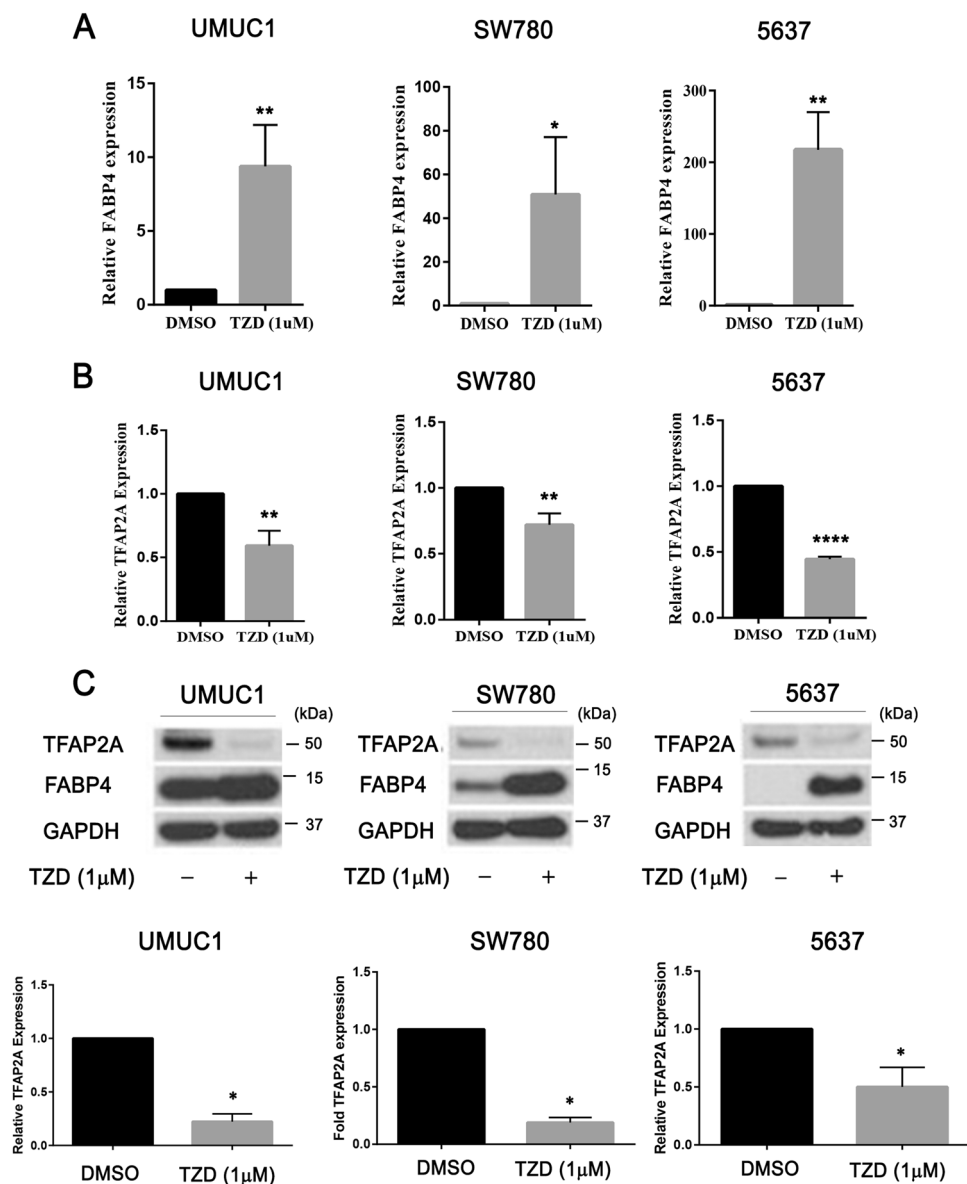 A
UMUC1
SW780
5637
Relative FABP4 expression
15
10
5
0
**
DMSO
TZD (1uM)
Relative FABP4 expression
100
80
60
40
20
0
*
DMSO
TZD (1uM)
Relative FABP4 expression
300
200
100
0
**
DMSO
TZD (1uM)
B
UMUC1
SW780
5637
Relative TFAP2A Expression
1.5
1.0
0.5
0.0
**
DMSO
TZD (1uM)
Relative TFAP2A Expression
1.5
1.0
0.5
0.0
**
DMSO
TZD (1uM)
Relative TFAP2A Expression
1.5
1.0
0.5
0.0
****
DMSO
TZD (1uM)
C
UMUC1
(kDa)
TFAP2A
50
FABP4
15
GAPDH
37
TZD (1μM) – +
SW780
(kDa)
TFAP2A
50
FABP4
15
GAPDH
37
TZD (1μM) – +
5637
(kDa)
TFAP2A
50
FABP4
15
GAPDH
37
TZD (1μM) – +
UMUC1
SW780
5637
Relative TFAP2A Expression
1.5
1.0
0.5
0.0
*
DMSO
TZD (1μM)
Fold TFAP2A expression
1.5
1.0
0.5
0.0
*
DMSO
TZD (1μM)
Relative TFAP2A Expression
1.5
1.0
0.5
0.0
*
DMSO
TZD (1μM)